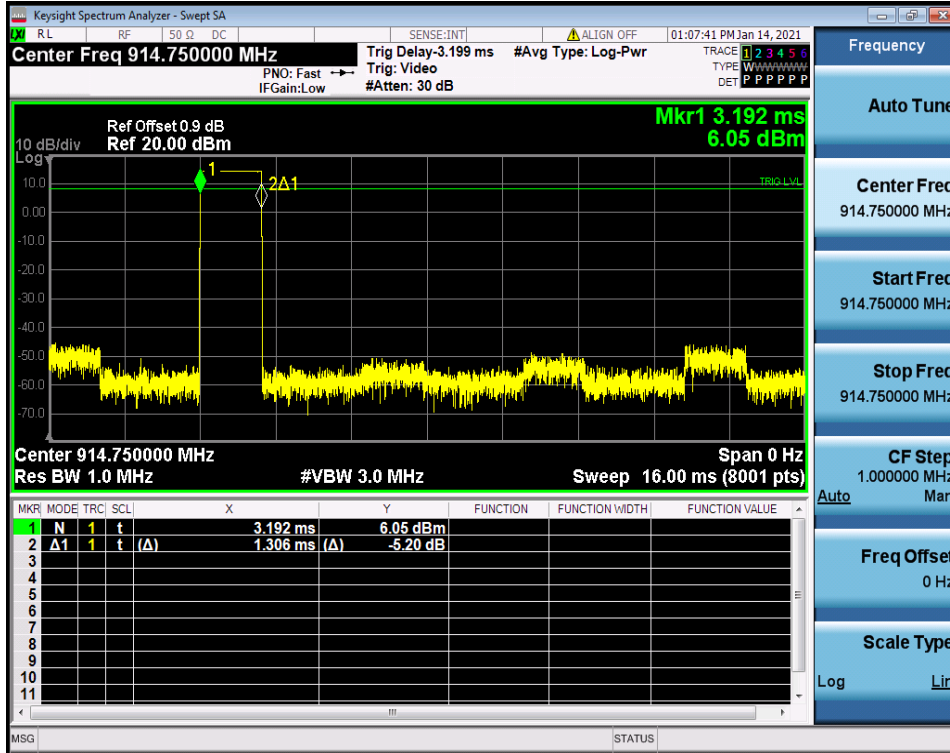 Keysight Spectrum Analyzer - Swept SA
LXI RL RF 50 Ω DC SENSE:INT ALIGN OFF 01:07:41 PM Jan 14, 2021
Center Freq 914.750000 MHz
PNO: Fast
IFGain:Low
Trig Delay-3.199 ms
Trig: Video
#Atten: 30 dB
#Avg Type: Log-Pwr
TRACE 1 2 3 4 5 6
TYPE WWWWWW
DET P P P P P P
Mkr1 3.192 ms
6.05 dBm
Ref Offset 0.9 dB
10 dB/div Ref 20.00 dBm
Log
1
2Δ1
TRIG LVL
10.0
0.00
-10.0
-20.0
-30.0
-40.0
-50.0
-60.0
-70.0
Center 914.750000 MHz Span 0 Hz
Res BW 1.0 MHz #VBW 3.0 MHz Sweep 16.00 ms (8001 pts)
MKR MODE TRC SCL X Y FUNCTION FUNCTION WIDTH FUNCTION VALUE
1 N 1 t 3.192 ms 6.05 dBm
2 Δ1 1 t (Δ) 1.306 ms (Δ) -5.20 dB
3
4
5
6
7
8
9
10
11
MSG STATUS
Frequency
Auto Tune
Center Freq
914.750000 MHz
Start Freq
914.750000 MHz
Stop Freq
914.750000 MHz
CF Step
1.000000 MHz
Auto Man
Freq Offset
0 Hz
Scale Type
Log Lin